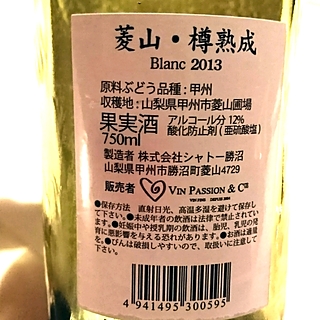 菱山・樽熟成
Blanc 2013
原料ぶどう品種：甲州
収穫地：山梨県甲州市菱山圃場
果実酒 アルコール分 12%
酸化防止剤(亜硫酸塩)
750ml
製造者 株式会社シャトー勝沼
山梨県甲州市勝沼町菱山4729
販売者 VIN PASSION & Cie
●保存方法 直射日光、高温多湿を避けて保存し
て下さい。●未成年者の飲酒は法律で禁止されてい
ます。●妊娠中や授乳期の飲酒は、胎児、乳児の発
育に悪影響を与える恐れがあります。●お酒は適量
を。●びんは破損しやすいので、取扱いに注意して
下さい。
4 941495 300595